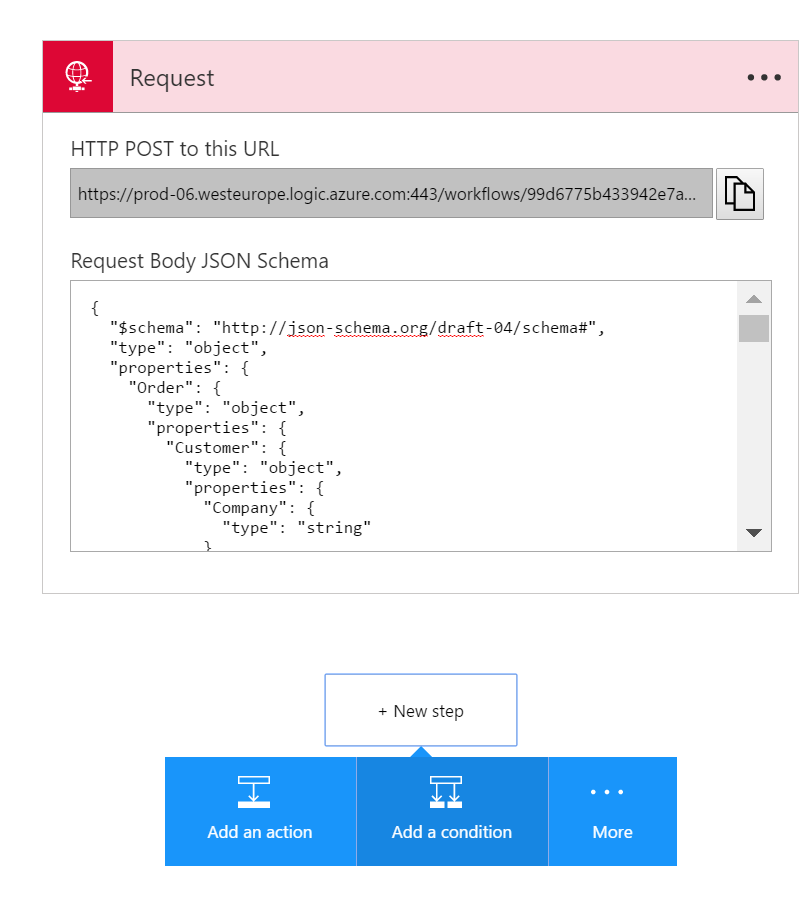 Request
HTTP POST to this URL
https://prod-06.westeurope.logic.azure.com:443/workflows/99d6775b433942e7a...
Request Body JSON Schema
{
  "$schema": "http://json-schema.org/draft-04/schema#",
  "type": "object",
  "properties": {
    "Order": {
      "type": "object",
      "properties": {
        "Customer": {
          "type": "object",
          "properties": {
            "Company": {
              "type": "string"
            }
+ New step
Add an action
Add a condition
More